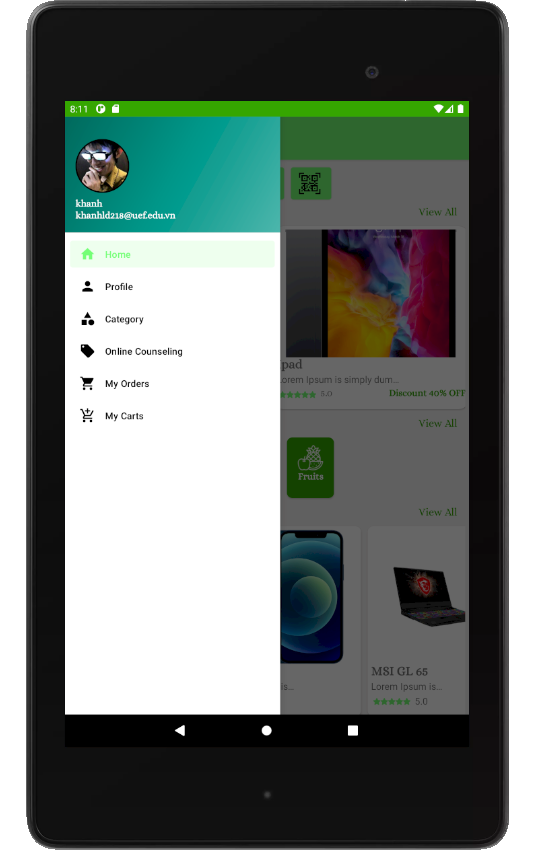 8:11
khanh
khanhld218@uef.edu.vn
Home
Profile
Category
Online Counseling
My Orders
My Carts
View All
pad
orem Ipsum is simply dum...
5.0
Discount 40% OFF
View All
Fruits
View All
is...
MSI GL 65
Lorem Ipsum is...
5.0